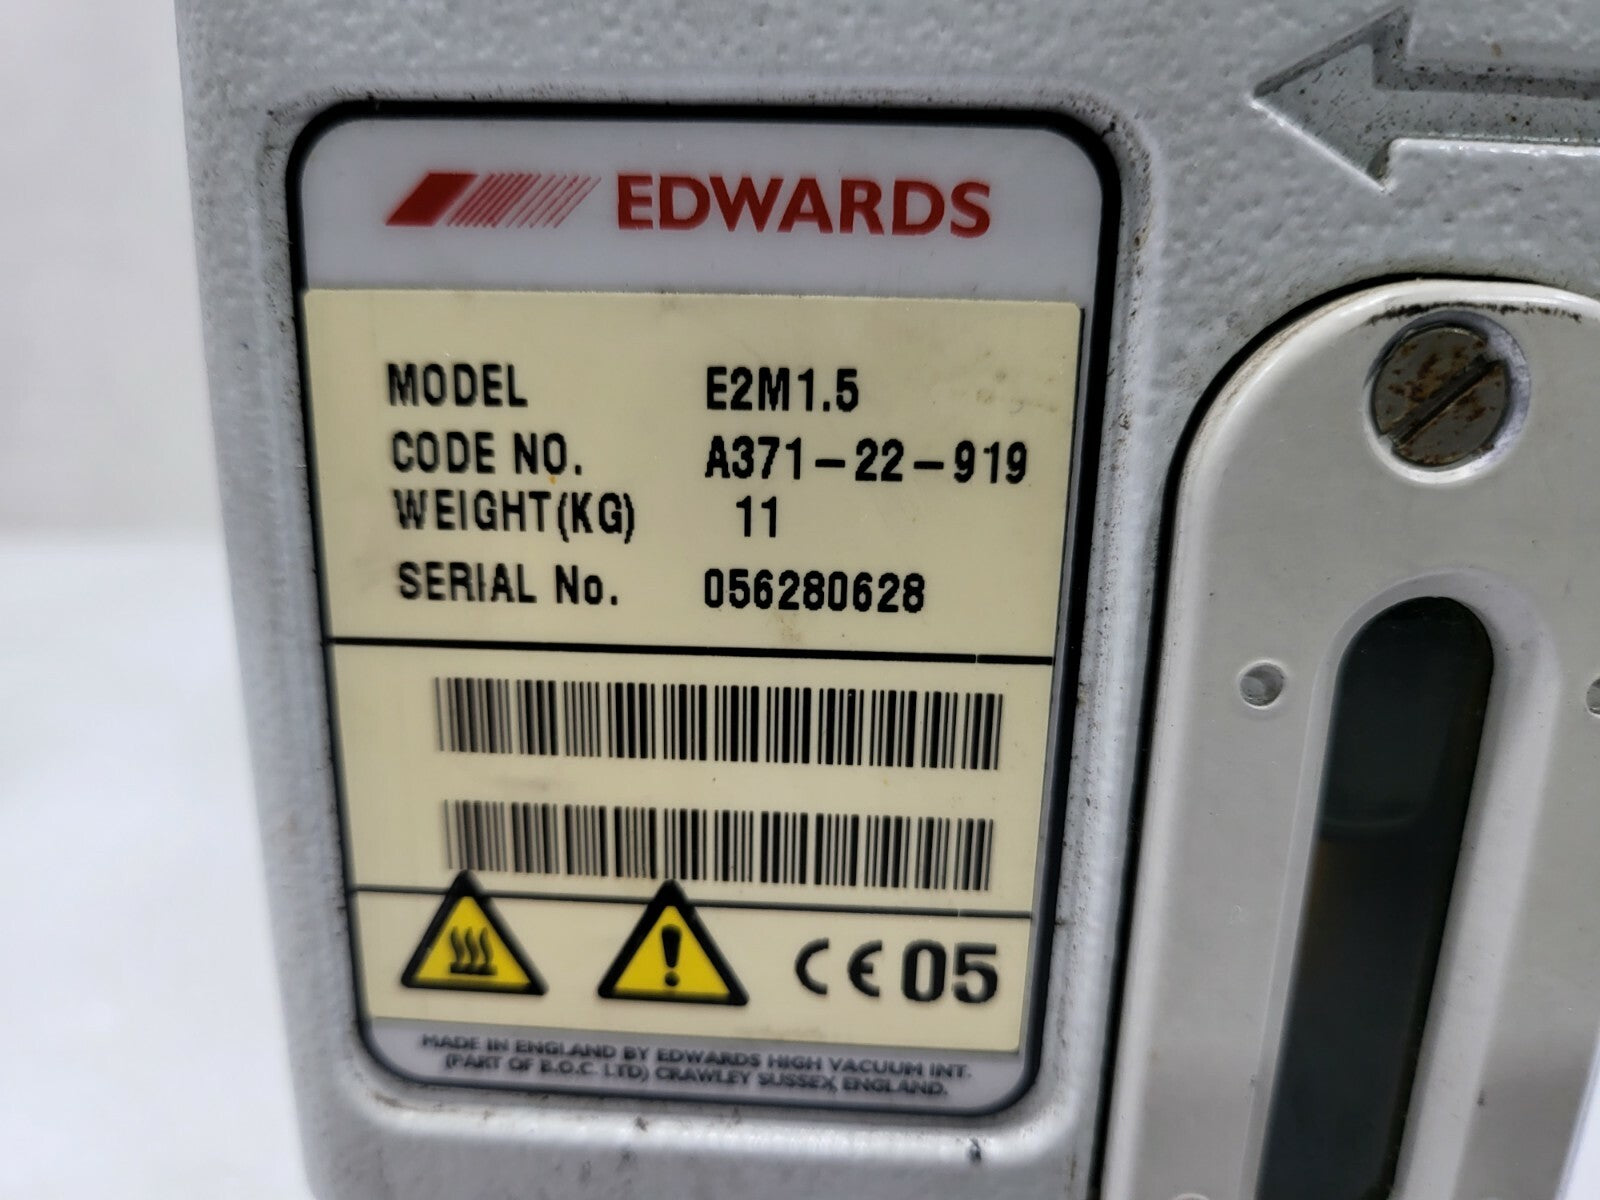 EDWARDS
MODEL E2M1.5
CODE NO. A371-22-919
WEIGHT(KG) 11
SERIAL No. 056280628
CE 05
MADE IN ENGLAND BY EDWARDS HIGH VACUUM INT.
(PART OF B.O.C. LTD) CRAWLEY SUSSEX, ENGLAND.